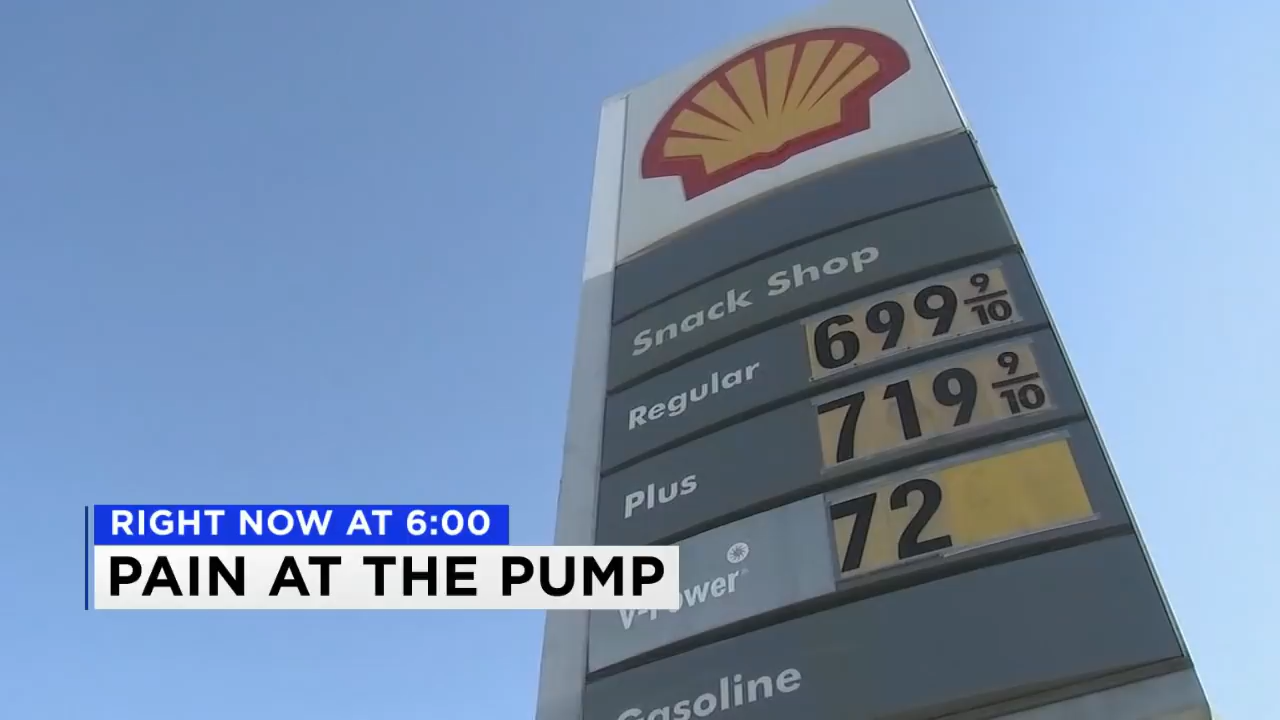 Snack Shop
Regular 699 9/10
Plus 719 9/10
V-Power 72
Gasoline
RIGHT NOW AT 6:00
PAIN AT THE PUMP